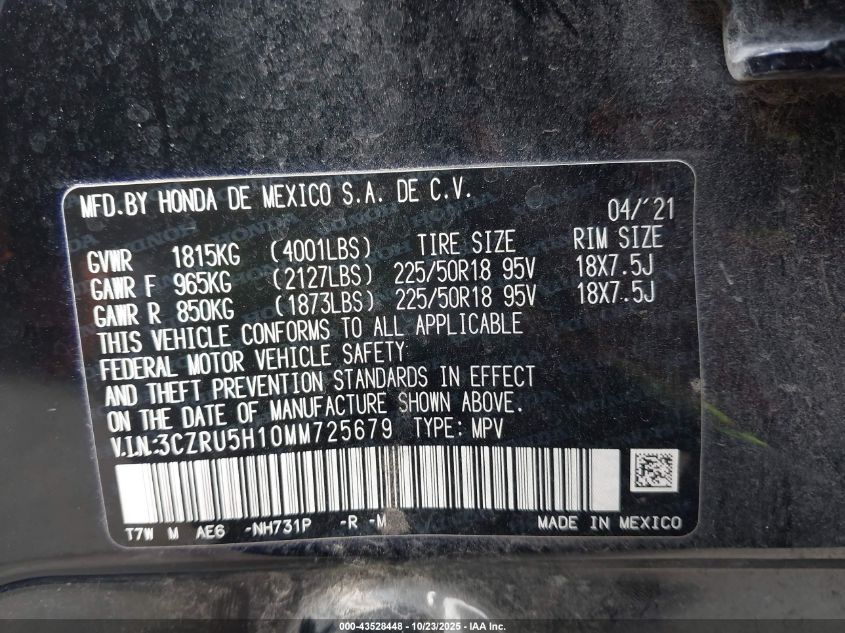 MFD.BY HONDA DE MEXICO S.A. DE C.V.
04/'21
GVWR 1815KG (4001LBS) TIRE SIZE RIM SIZE
GAWR F 965KG (2127LBS) 225/50R18 95V 18X7.5J
GAWR R 850KG (1873LBS) 225/50R18 95V 18X7.5J
THIS VEHICLE CONFORMS TO ALL APPLICABLE
FEDERAL MOTOR VEHICLE SAFETY
AND THEFT PREVENTION STANDARDS IN EFFECT
ON THE DATE OF MANUFACTURE SHOWN ABOVE.
V.I.N.:3CZRU5H10MM725679 TYPE: MPV
T7W M AE6 -NH731P -R -M MADE IN MEXICO
000-43528448 - 10/23/2025 - IAA Inc.